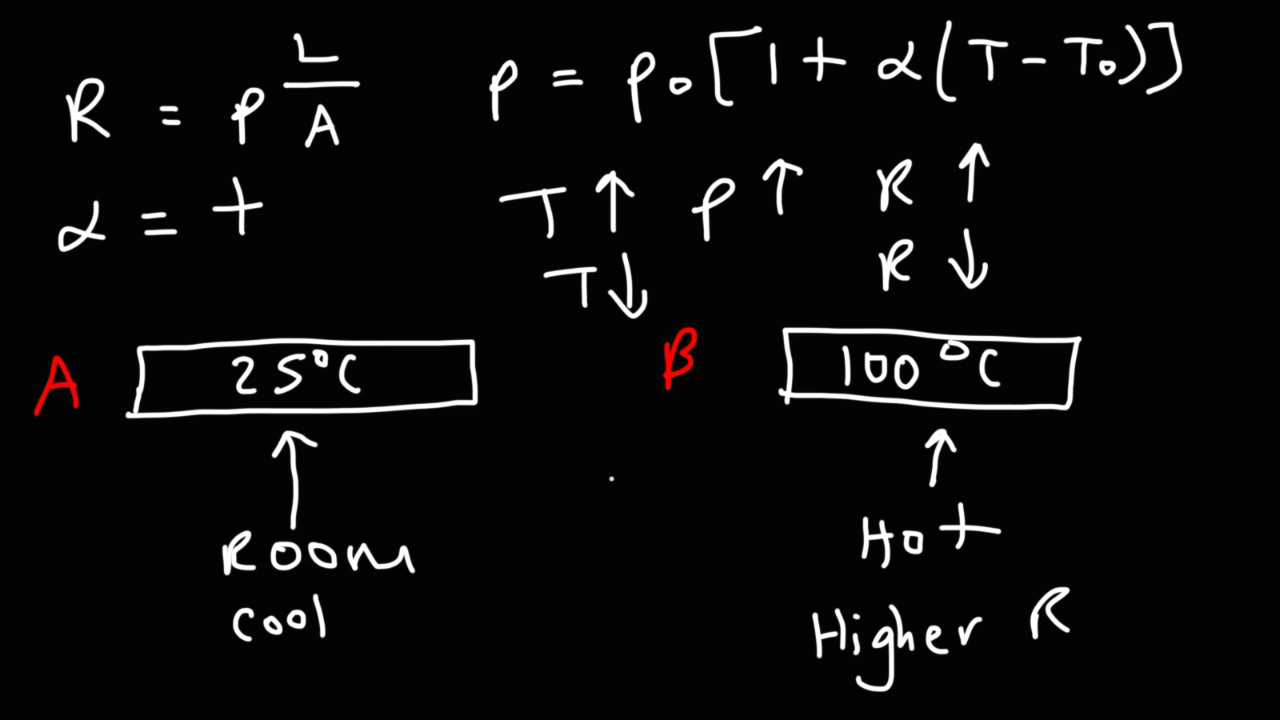 R = ρ L/A
ρ = ρ₀[1 + α(T - T₀)]
α = +
T ↑ ρ ↑ R ↑
T ↓ R ↓
A 25°C
B 100°C
Room
cool
Hot
Higher R